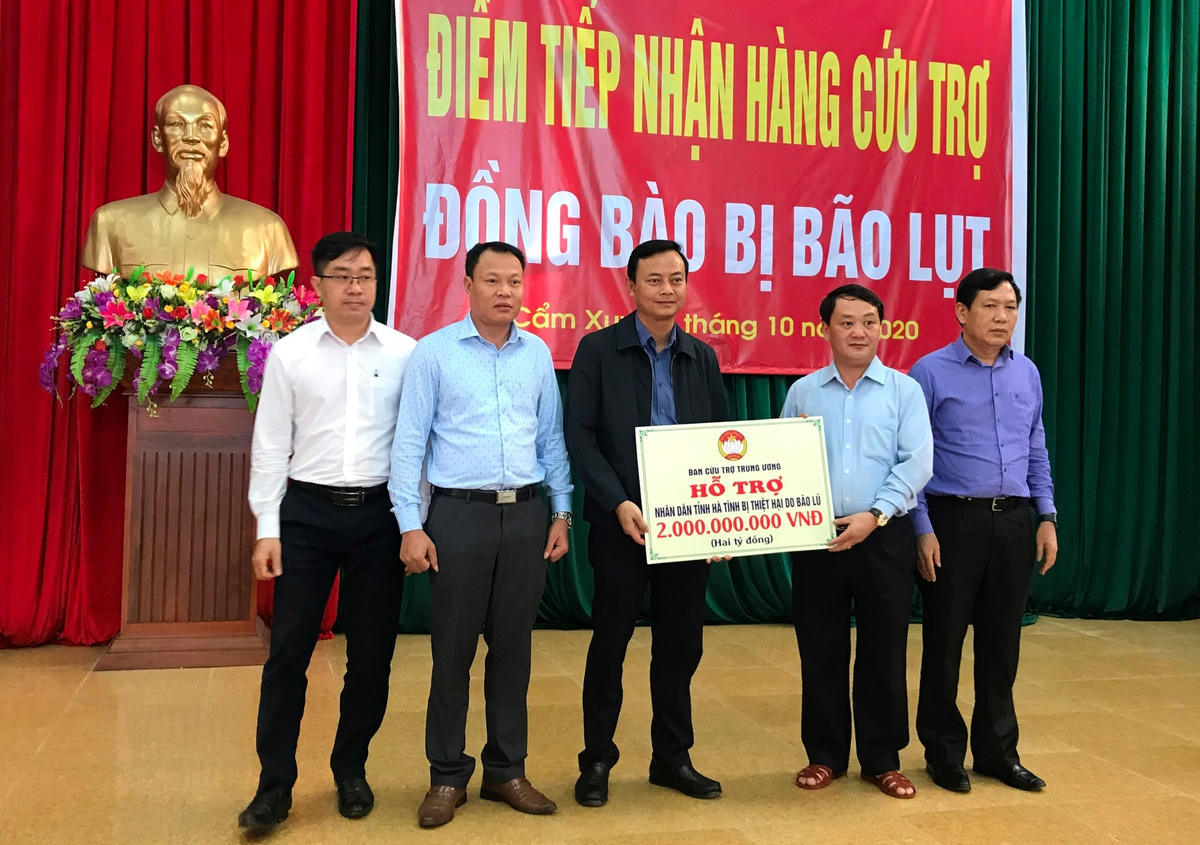 ĐIỂM TIẾP NHẬN HÀNG CỨU TRỢ
ĐỒNG BÀO BỊ BÃO LỤT
Cẩm Xu
tháng 10 n
2020
BAN CỨU TRỢ TRUNG ƯƠNG
HỖ TRỢ
NHÂN DÂN TỈNH HÀ TĨNH BỊ THIỆT HẠI DO BÃO LŨ
2.000.000.000 VNĐ
(Hai tỷ đồng)